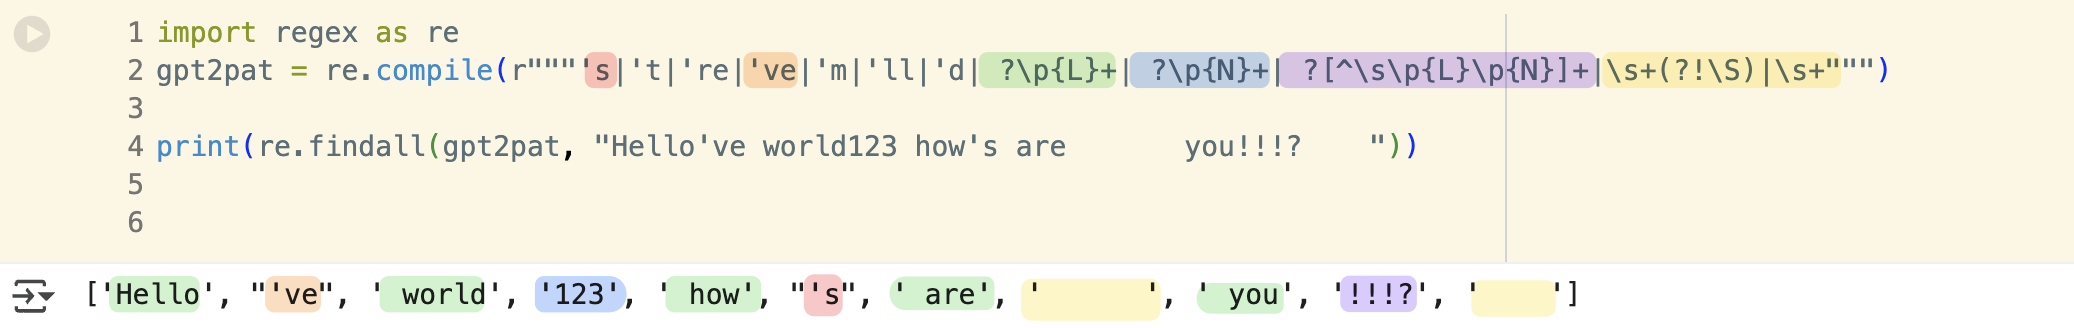 1 import regex as re
2 gpt2pat = re.compile(r"""'s|'t|'re|'ve|'m|'ll|'d| ?\p{L}+| ?\p{N}+| ?[^\s\p{L}\p{N}]+|\s+(?!\S)|\s+""")
3
4 print(re.findall(gpt2pat, "Hello've world123 how's are       you!!!?    "))
5
6
['Hello', "'ve", ' world', '123', ' how', "'s", ' are', '      ', ' you', '!!!?', '    ']